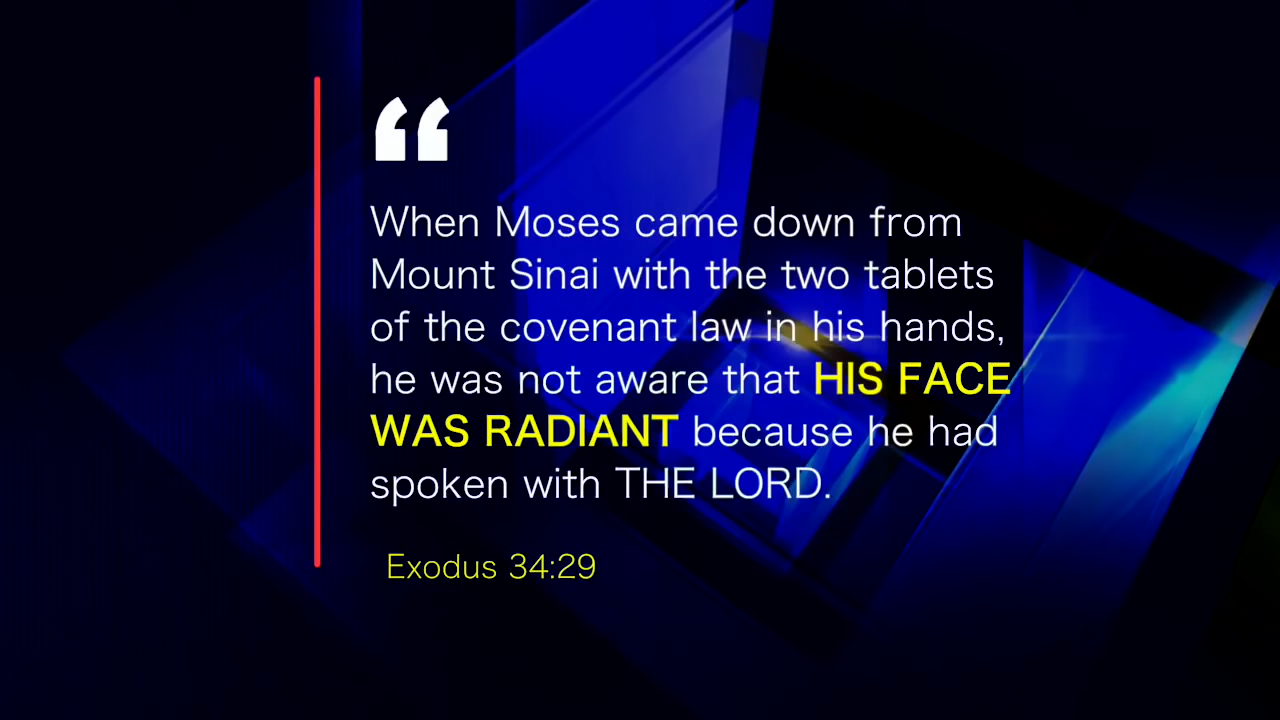 “
When Moses came down from
Mount Sinai with the two tablets
of the covenant law in his hands,
he was not aware that HIS FACE
WAS RADIANT because he had
spoken with THE LORD.
Exodus 34:29